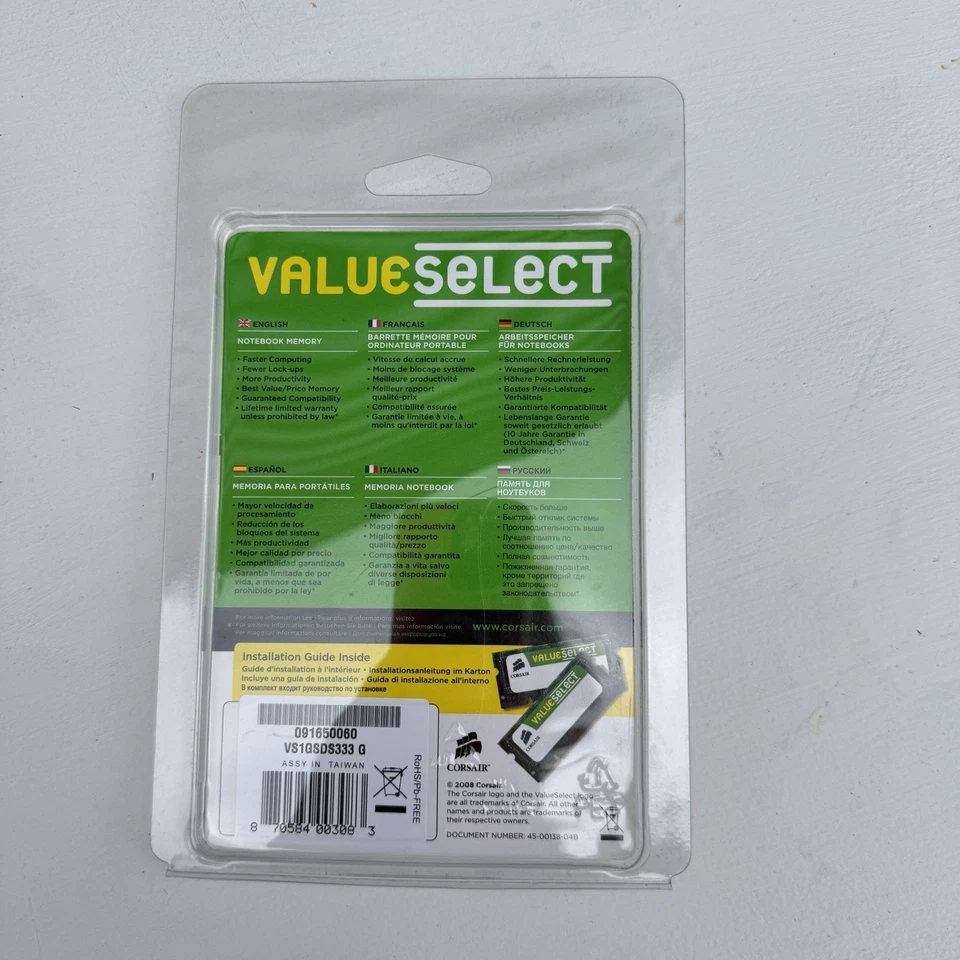 VALUESELECT
ENGLISH
NOTEBOOK MEMORY
• Faster Computing
• Fewer Lock-ups
• More Productivity
• Best Value/Price Memory
• Guaranteed Compatibility
• Lifetime limited warranty
unless prohibited by law*
FRANÇAIS
BARRETTE MÉMOIRE POUR
ORDINATEUR PORTABLE
• Vitesse de calcul accrue
• Moins de blocage système
• Meilleure productivité
• Meilleur rapport
qualité-prix
• Compatibilité assurée
• Garantie limitée à vie, à
moins qu'interdit par la loi*
DEUTSCH
ARBEITSSPEICHER
FÜR NOTEBOOKS
• Schnellere Rechnerleistung
• Weniger Unterbrechungen
• Höhere Produktivität
• Bestes Preis-Leistungs-
Verhältnis
• Garantierte Kompatibilität
• Lebenslange Garantie
soweit gesetzlich erlaubt
(10 Jahre Garantie in
Deutschland, Schweiz
und Östereich)*
ESPAÑOL
MEMORIA PARA PORTÁTILES
• Mayor velocidad de
procesamiento
• Reducción de los
bloqueos del sistema
• Más productividad
• Mejor calidad por precio
• Compatibilidad garantizada
• Garantía limitada de por
vida, a menos que sea
prohibido por la ley*
ITALIANO
MEMORIA NOTEBOOK
• Elaborazioni più veloci
• Meno blocchi
• Maggiore produttività
• Migliore rapporto
qualità/prezzo
• Compatibilità garantita
• Garanzia a vita salvo
diverse disposizioni
di legge*
РУССКИЙ
ПАМЯТЬ ДЛЯ
НОУТБУКОВ
• Скорость больше
• Быстрый отклик системы
• Производительность выше
• Лучшая память по
соотношению цена/качество
• Полная совместимость
• Пожизненная гарантия,
кроме территорий где
это запрещено
законодательством*
www.corsair.com
Installation Guide Inside
Guide d'installation à l'intérieur • Installationsanleitung im Karton
Incluye una guía de instalación • Guida di installazione all'interno
В комплект входит руководство по установке
VALUESELECT
CORSAIR
VALUESELECT
CORSAIR
091650060
VS1GSDS333 G
ASSY IN TAIWAN
RoHS/Pb-FREE
8 70584 00308 3
CORSAIR™
© 2008 Corsair.
The Corsair logo and the ValueSelect logo
are all trademarks of Corsair. All other
names and products are trademarks of
their respective owners.
DOCUMENT NUMBER: 45-00138-04B